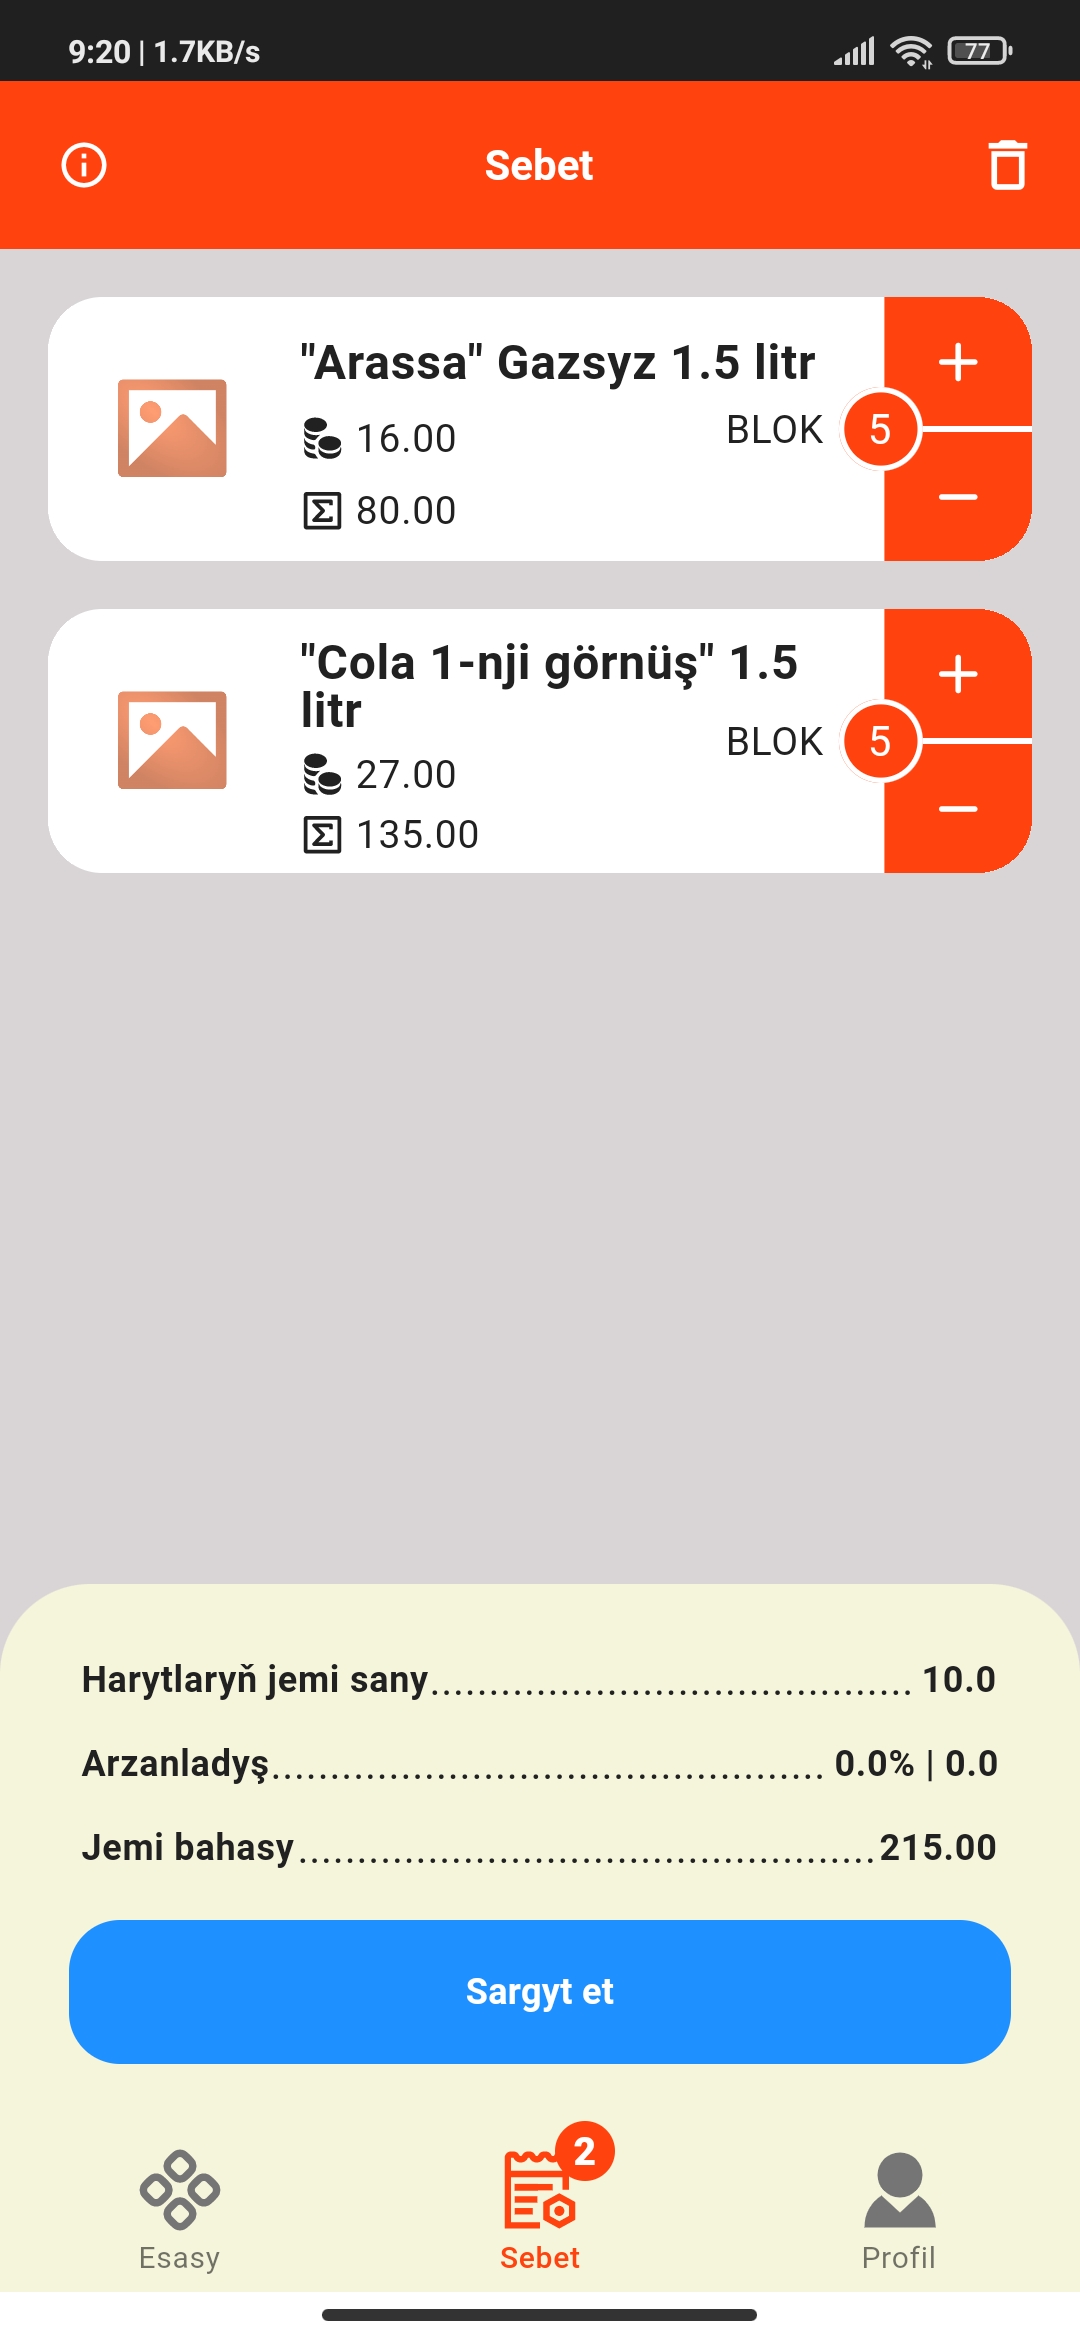 9:20 | 1.7KB/s
77
Sebet
"Arassa" Gazsyz 1.5 litr
16.00
BLOK
5
80.00
"Cola 1-nji görnüş" 1.5
litr
BLOK
5
27.00
135.00
Harytlaryň jemi sany........................................ 10.0
Arzanladyş.............................................. 0.0% | 0.0
Jemi bahasy................................................215.00
Sargyt et
2
Esasy
Sebet
Profil